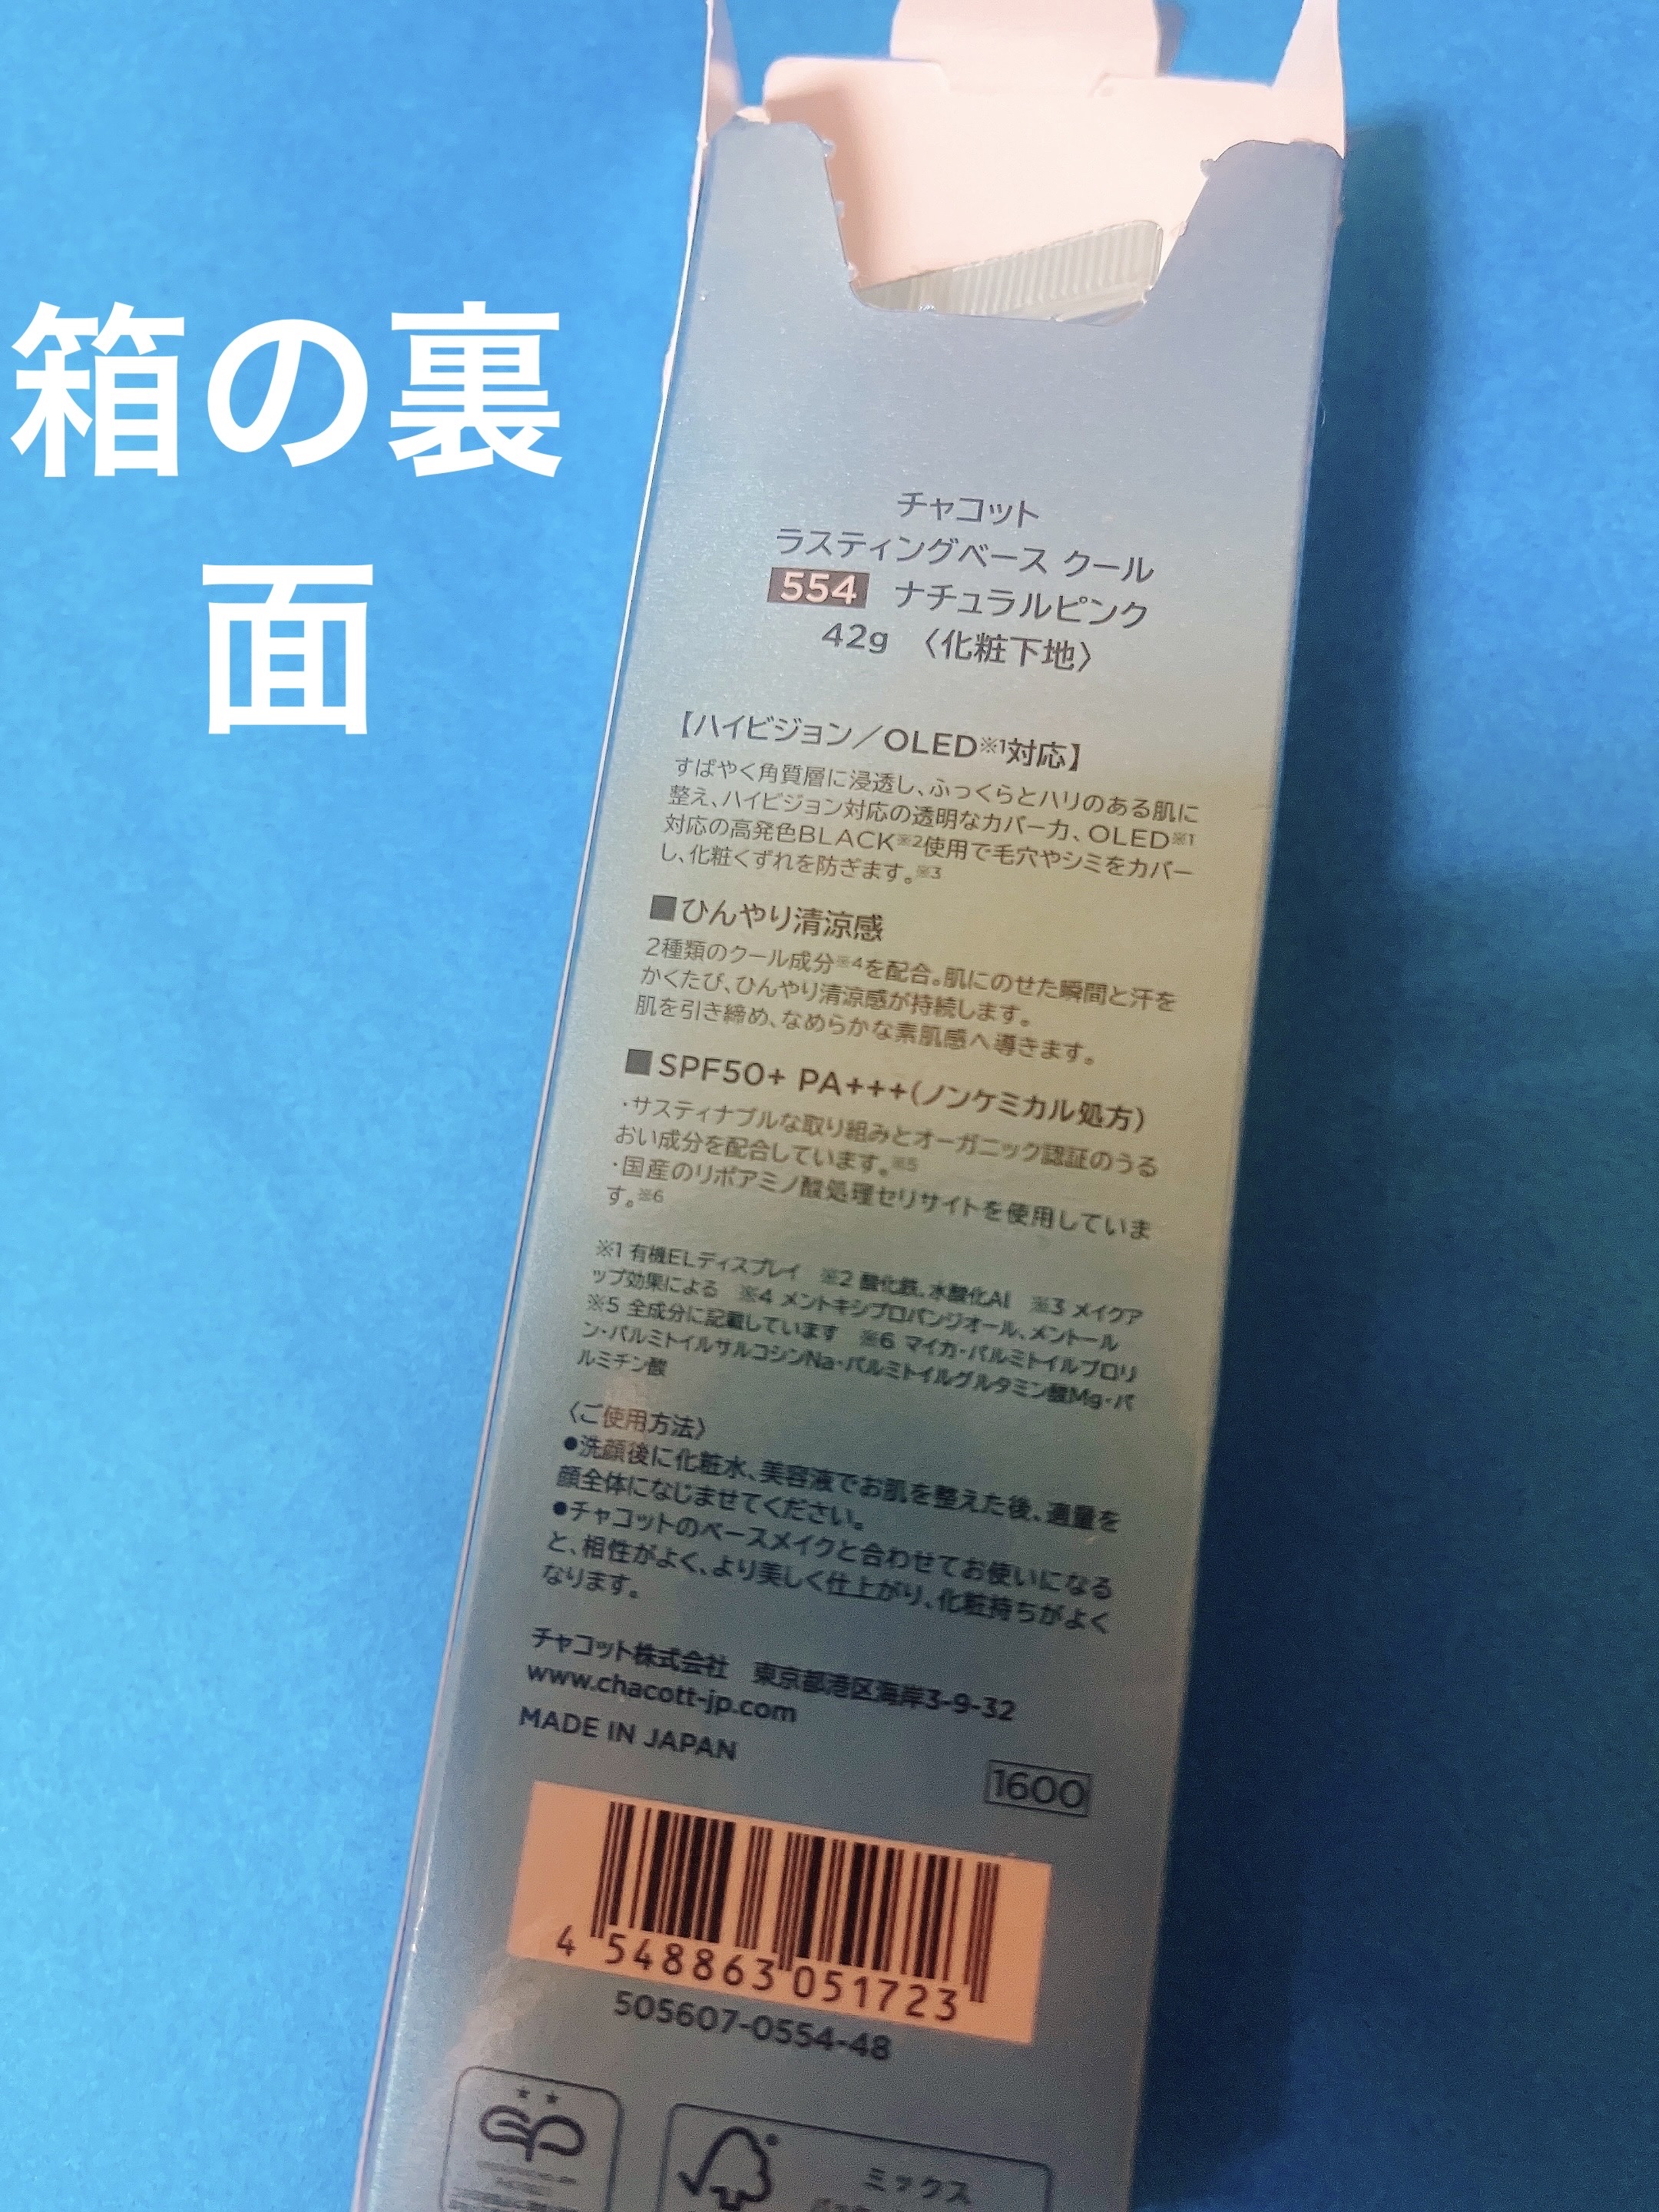 箱の裏
面
チャコット
ラスティングベース クール
554 ナチュラルピンク
42g 〈化粧下地〉
【ハイビジョン／OLED※1対応】
すばやく角質層に浸透し、ふっくらとハリのある肌に
整え、ハイビジョン対応の透明なカバー力、OLED※1
対応の高発色BLACK※2使用で毛穴やシミをカバー
し、化粧くずれを防ぎます。※3
■ひんやり清涼感
2種類のクール成分※4を配合。肌にのせた瞬間と汗を
かくたび、ひんやり清涼感が持続します。
肌を引き締め、なめらかな素肌感へ導きます。
■SPF50+ PA+++(ノンケミカル処方)
・サスティナブルな取り組みとオーガニック認証のうる
おい成分を配合しています。※5
・国産のリポアミノ酸処理セリサイトを使用していま
す。※6
※1 有機ELディスプレイ ※2 酸化鉄、水酸化Al ※3 メイクア
ップ効果による ※4 メントキシプロパンジオール、メントール
※5 全成分に記載しています ※6 マイカ・パルミトイルプロリ
ン・パルミトイルサルコシンNa・パルミトイルグルタミン酸Mg・パ
ルミチン酸
〈ご使用方法〉
●洗顔後に化粧水、美容液でお肌を整えた後、適量を
顔全体になじませてください。
●チャコットのベースメイクと合わせてお使いになる
と、相性がよく、より美しく仕上がり、化粧持ちがよく
なります。
チャコット株式会社 東京都港区海岸3-9-32
www.chacott-jp.com
MADE IN JAPAN
1600
4 548863 051723
505607-0554-48
ミックス